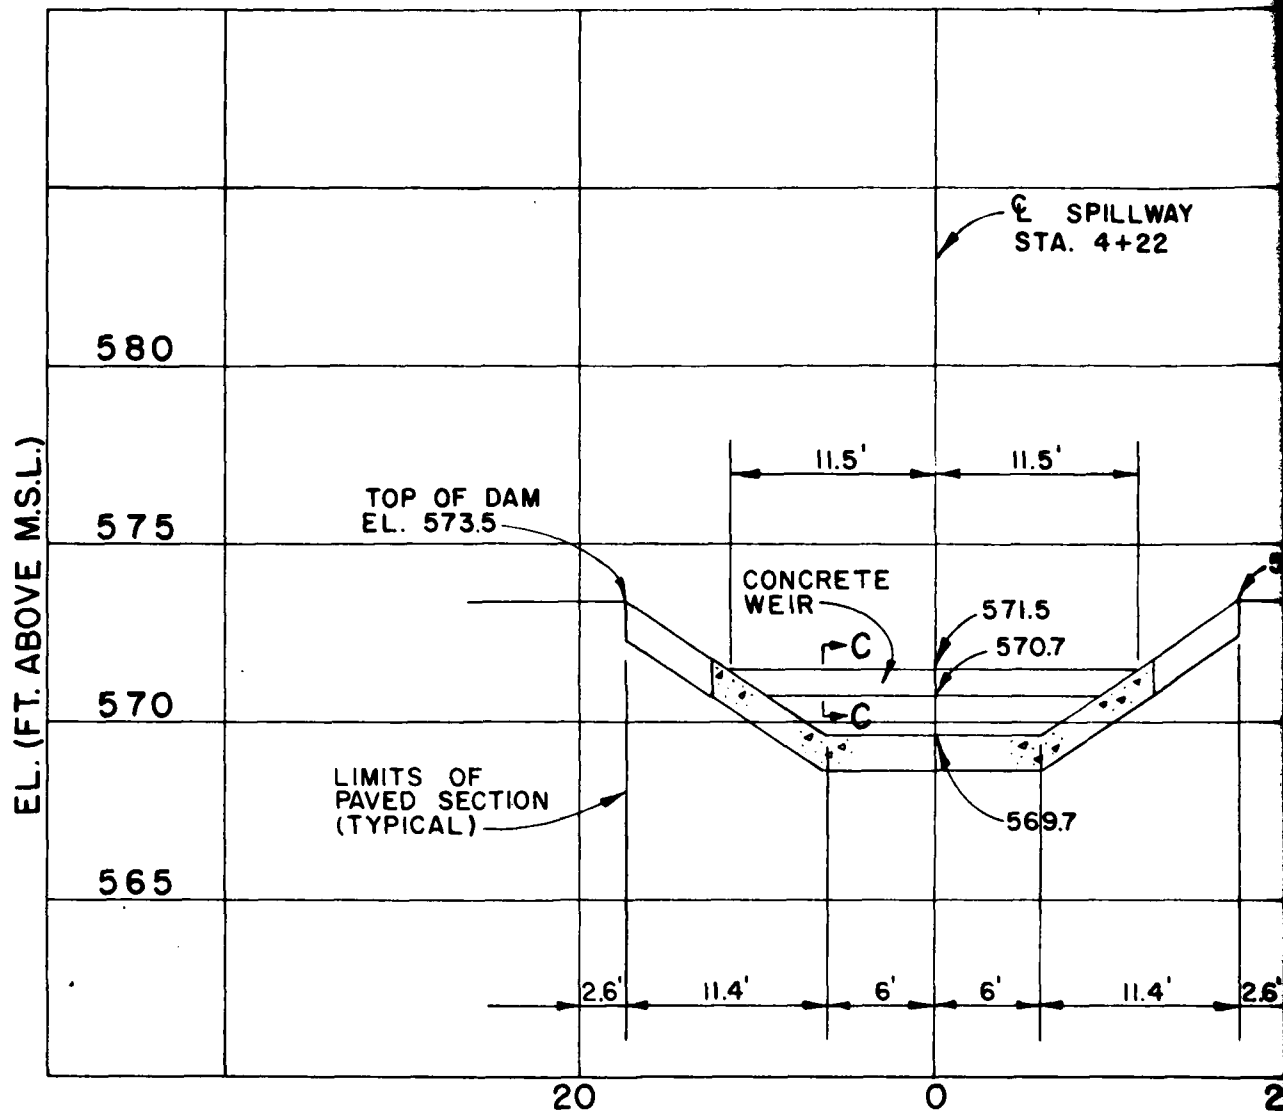 ℄ SPILLWAY
STA. 4+22
580
11.5' 11.5'
TOP OF DAM
EL. 573.5
575
CONCRETE
WEIR
571.5
C
570.7
570
C
LIMITS OF
PAVED SECTION
(TYPICAL)
569.7
565
2.6' 11.4' 6' 6' 11.4' 2.6'
20 0 2
EL. (FT. ABOVE M.S.L.)